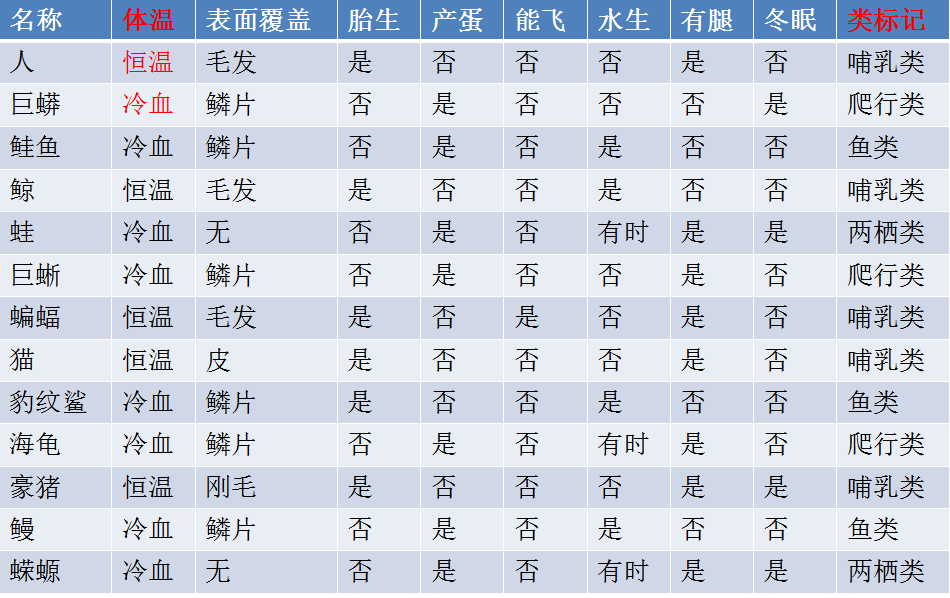 名称 体温 表面覆盖 胎生 产蛋 能飞 水生 有腿 冬眠 类标记
人 恒温 毛发 是 否 否 否 是 否 哺乳类
巨蟒 冷血 鳞片 否 是 否 否 否 是 爬行类
鲑鱼 冷血 鳞片 否 是 否 是 否 否 鱼类
鲸 恒温 毛发 是 否 否 是 否 否 哺乳类
蛙 冷血 无 否 是 否 有时 是 是 两栖类
巨蜥 冷血 鳞片 否 是 否 否 是 否 爬行类
蝙蝠 恒温 毛发 是 否 是 否 是 否 哺乳类
猫 恒温 皮 是 否 否 否 是 否 哺乳类
豹纹鲨 冷血 鳞片 是 否 否 是 否 否 鱼类
海龟 冷血 鳞片 否 是 否 有时 是 否 爬行类
豪猪 恒温 刚毛 是 否 否 否 是 是 哺乳类
鳗 冷血 鳞片 否 是 否 是 否 否 鱼类
蝾螈 冷血 无 否 是 否 有时 是 是 两栖类